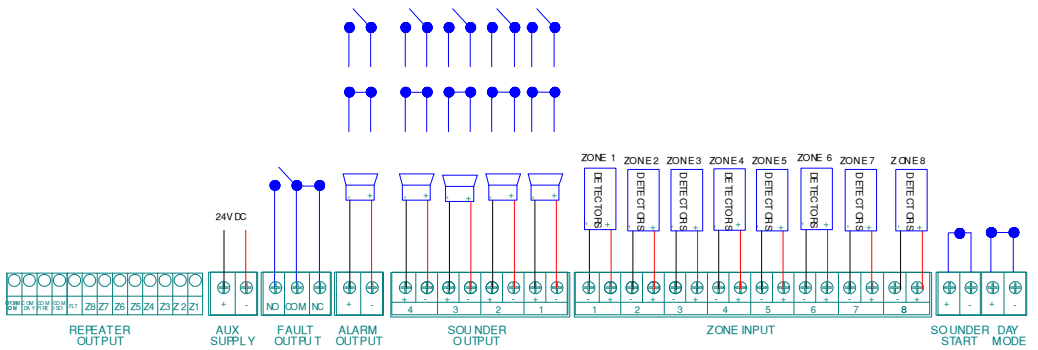 ZONE 1 ZONE 2 ZONE 3 ZONE 4 ZONE 5 ZONE 6 ZONE 7 ZONE 8
DETECTORS DETECTORS DETECTORS DETECTORS DETECTORS DETECTORS DETECTORS DETECTORS
24V DC
NO COM NC
FLT Z8 Z7 Z6 Z5 Z4 Z3 Z2 Z1
+ -
+ -
+ - + - + - + -
4 3 2 1
+ - + - + - + - + - + - + - + -
1 2 3 4 5 6 7 8
+ - + -
REPEATER
OUTPUT
AUX
SUPPLY
FAULT
OUTPUT
ALARM
OUTPUT
SOUNDER
OUTPUT
ZONE INPUT
SOUNDER
START
DAY
MODE